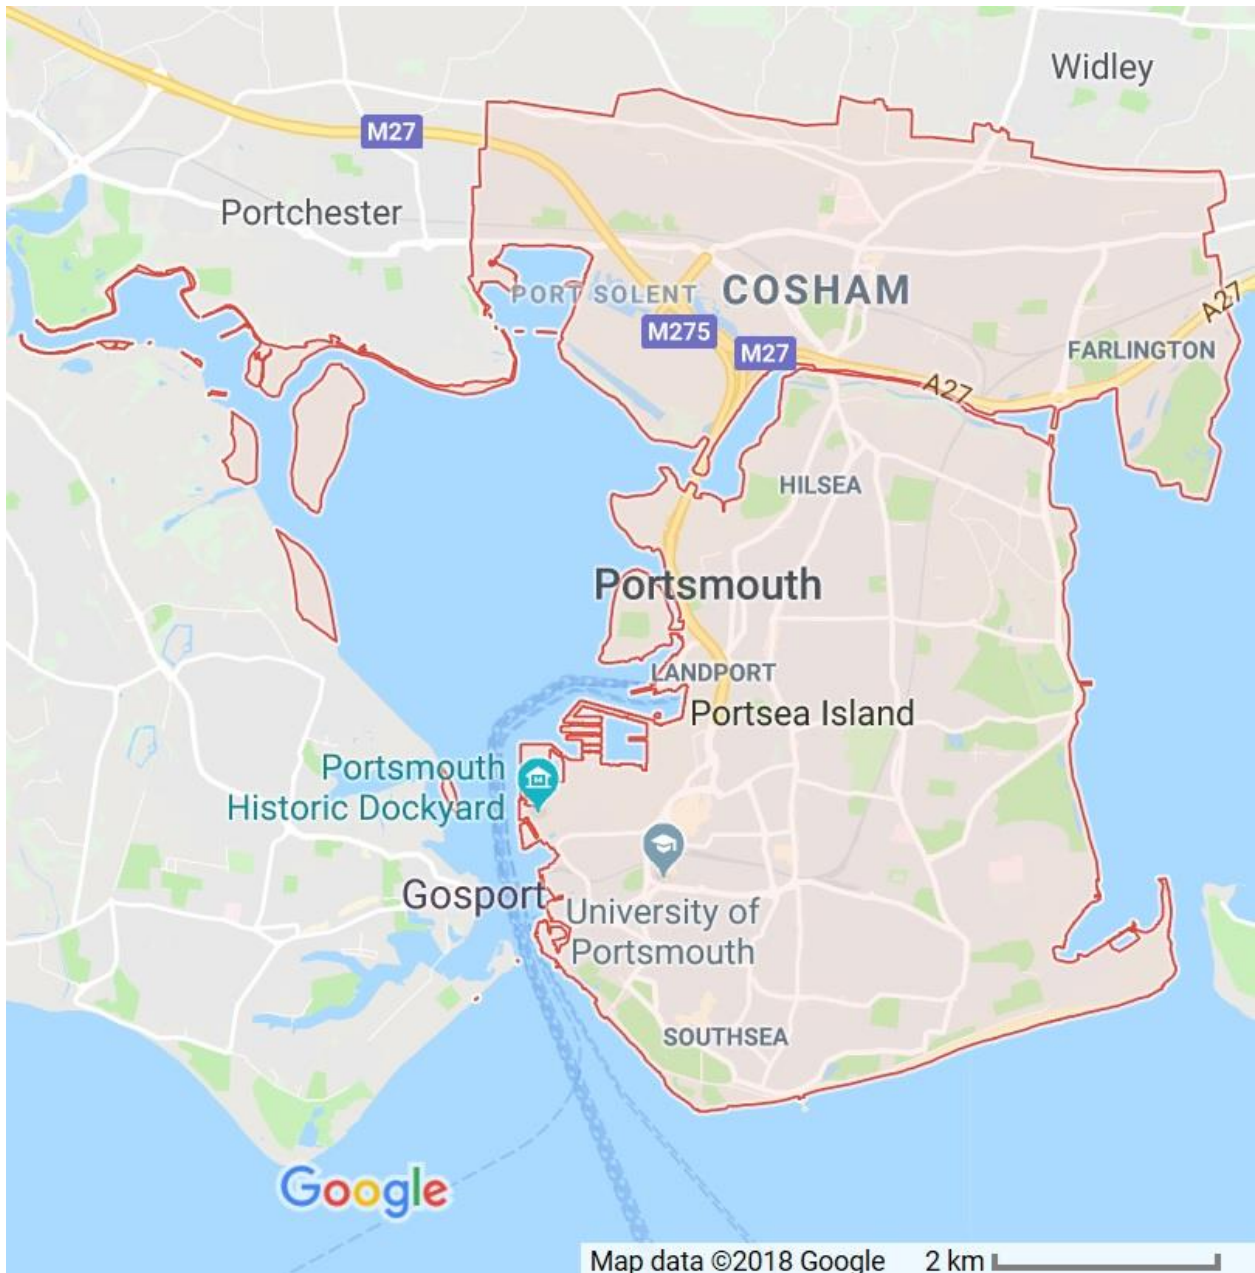 Widley
M27
Portchester
PORT SOLENT
COSHAM
A27
M275
M27
FARLINGTON
A27
HILSEA
Portsmouth
LANDPORT
Portsea Island
Portsmouth
Historic Dockyard
Gosport
University of
Portsmouth
SOUTHSEA
Google
Map data ©2018 Google 2 km